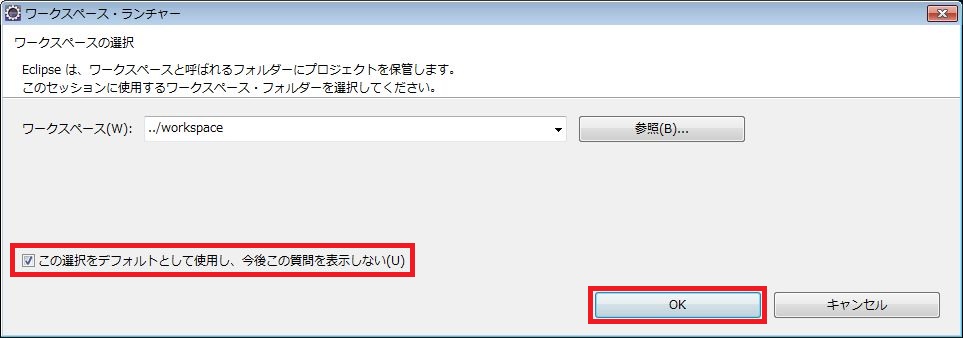 ワークスペース・ランチャー
ワークスペースの選択
Eclipse は、ワークスペースと呼ばれるフォルダーにプロジェクトを保管します。
このセッションに使用するワークスペース・フォルダーを選択してください。
ワークスペース(W): ../workspace 参照(B)...
この選択をデフォルトとして使用し、今後この質問を表示しない(U)
OK キャンセル